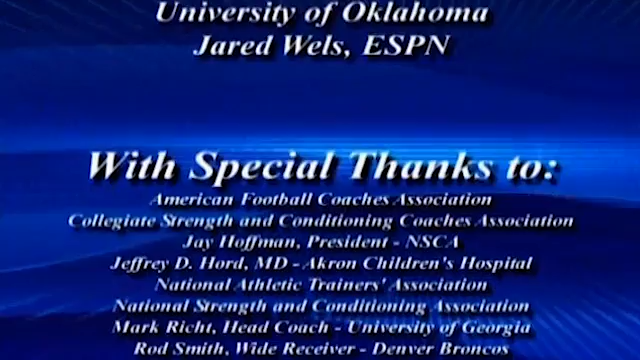 University of Oklahoma
Jared Wels, ESPN
With Special Thanks to:
American Football Coaches Association
Collegiate Strength and Conditioning Coaches Association
Jay Hoffman, President - NSCA
Jeffrey D. Hord, MD - Akron Children's Hospital
National Athletic Trainers' Association
National Strength and Conditioning Association
Mark Richt, Head Coach - University of Georgia
Rod Smith, Wide Receiver - Denver Broncos